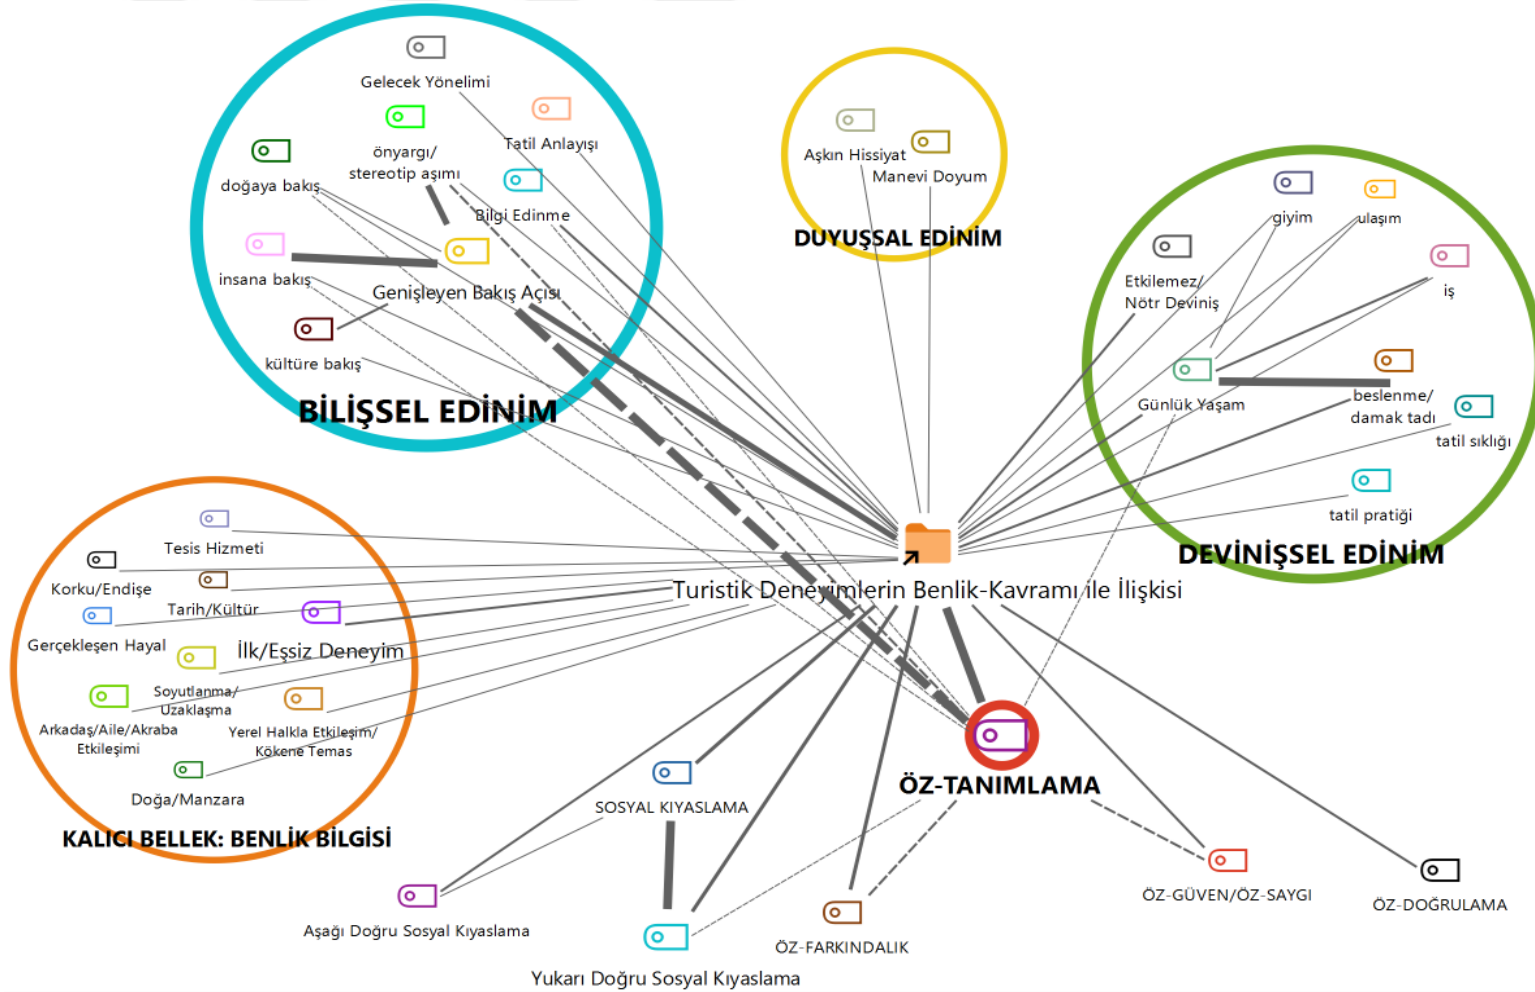 Gelecek Yönelimi
Tatil Anlayışı
önyargı/
stereotip aşımı
doğaya bakış
Bilgi Edinme
insana bakış
Genişleyen Bakış Açısı
kültüre bakış
BİLİŞSEL EDİNİM
Aşkın Hissiyat
Manevi Doyum
DUYUŞSAL EDİNİM
giyim
ulaşım
Etkilemez/
Nötr Deviniş
iş
Günlük Yaşam
beslenme/
damak tadı
tatil sıklığı
tatil pratiği
DEVİNİŞSEL EDİNİM
Turistik Deneyimlerin Benlik-Kavramı ile İlişkisi
Tesis Hizmeti
Korku/Endişe
Tarih/Kültür
Gerçekleşen Hayal
İlk/Eşsiz Deneyim
Soyutlanma/
Uzaklaşma
Arkadaş/Aile/Akraba
Etkileşimi
Yerel Halkla Etkileşim/
Kökene Temas
Doğa/Manzara
KALICI BELLEK: BENLİK BİLGİSİ
ÖZ-TANIMLAMA
SOSYAL KIYASLAMA
Aşağı Doğru Sosyal Kıyaslama
Yukarı Doğru Sosyal Kıyaslama
ÖZ-FARKINDALIK
ÖZ-GÜVEN/ÖZ-SAYGI
ÖZ-DOĞRULAMA